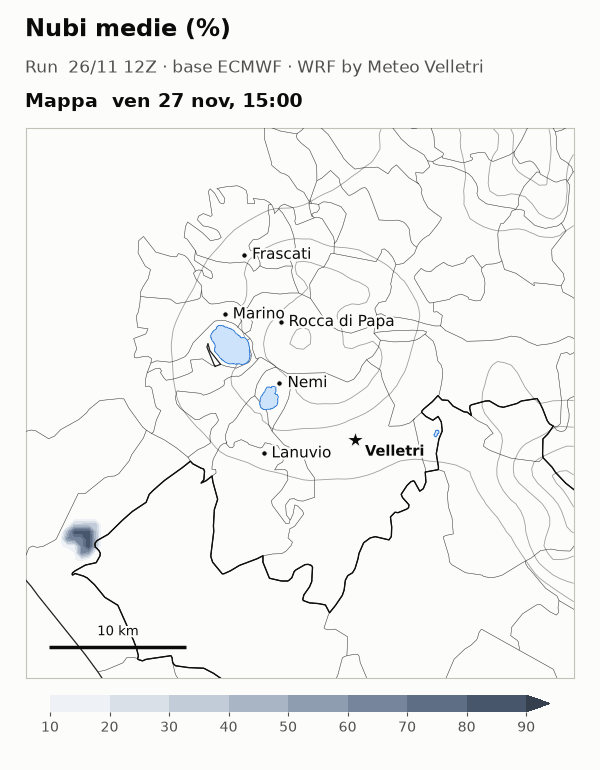 Nubi medie (%)
Run  26/11 12Z · base ECMWF · WRF by Meteo Velletri
Mappa  ven 27 nov, 15:00
Frascati
Marino
Rocca di Papa
Nemi
Lanuvio
Velletri
10 km
10 20 30 40 50 60 70 80 90